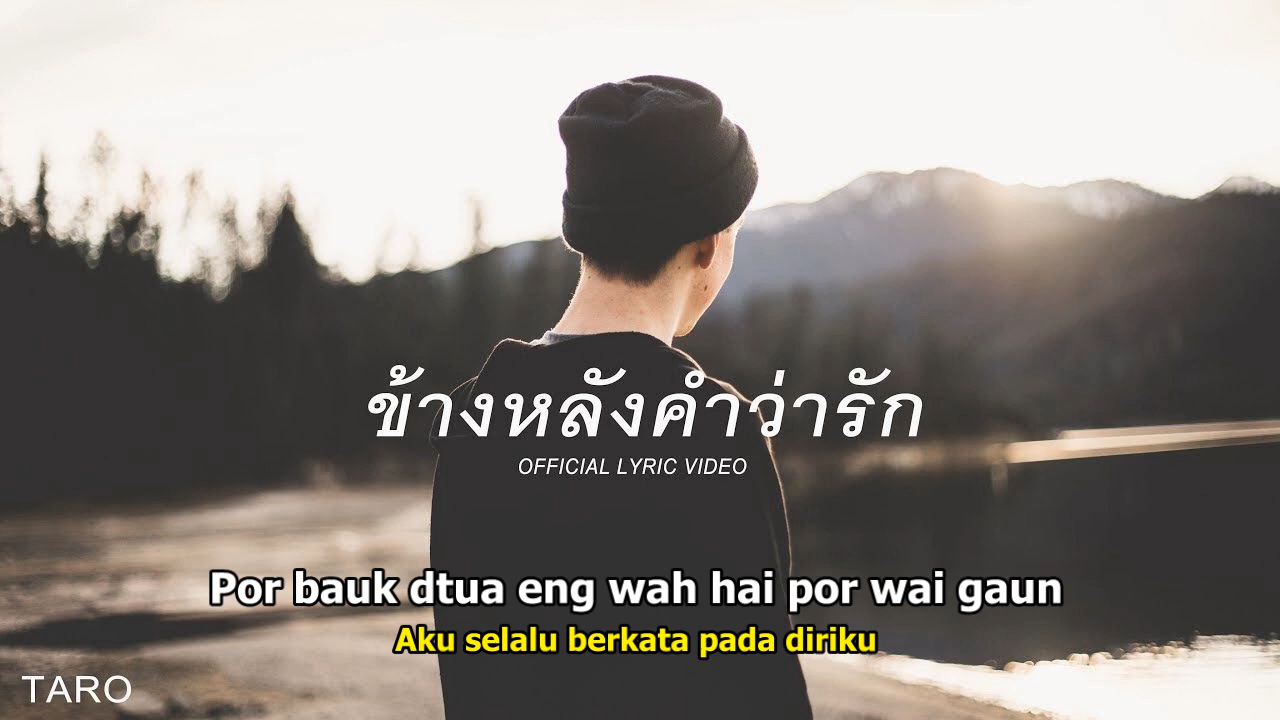 ข้างหลังคำว่ารัก
OFFICIAL LYRIC VIDEO
Por bauk dtua eng wah hai por wai gaun
Aku selalu berkata pada diriku
TARO